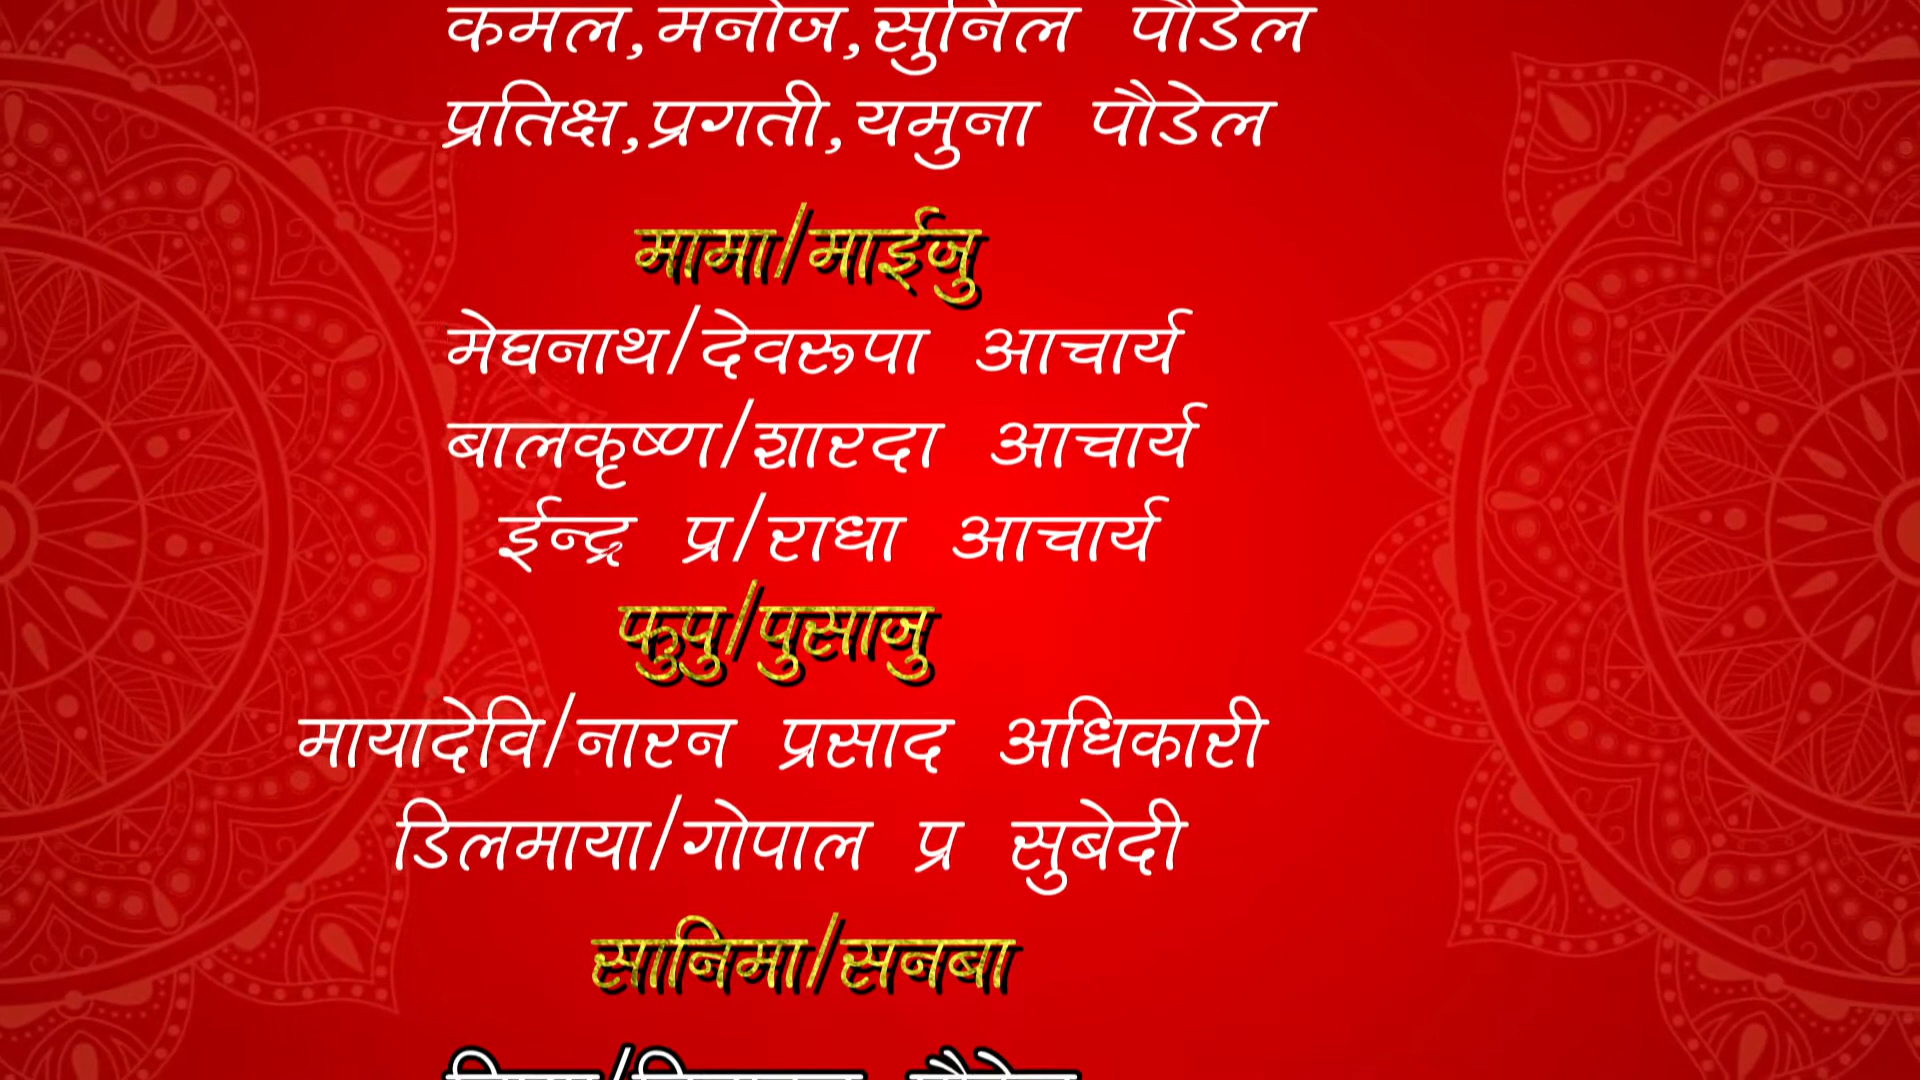 कमल,मनोज,सुनिल पौडेल
प्रतिक्ष,प्रगती,यमुना पौडेल
मामा/माईजु
मेघनाथ/देवरूपा आचार्य
बालकृष्ण/शारदा आचार्य
ईन्द्र प्र/राधा आचार्य
फुपु/पुसाजु
मायादेवि/नारन प्रसाद अधिकारी
डिलमाया/गोपाल प्र सुबेदी
सानिमा/सनबा
पौडेल